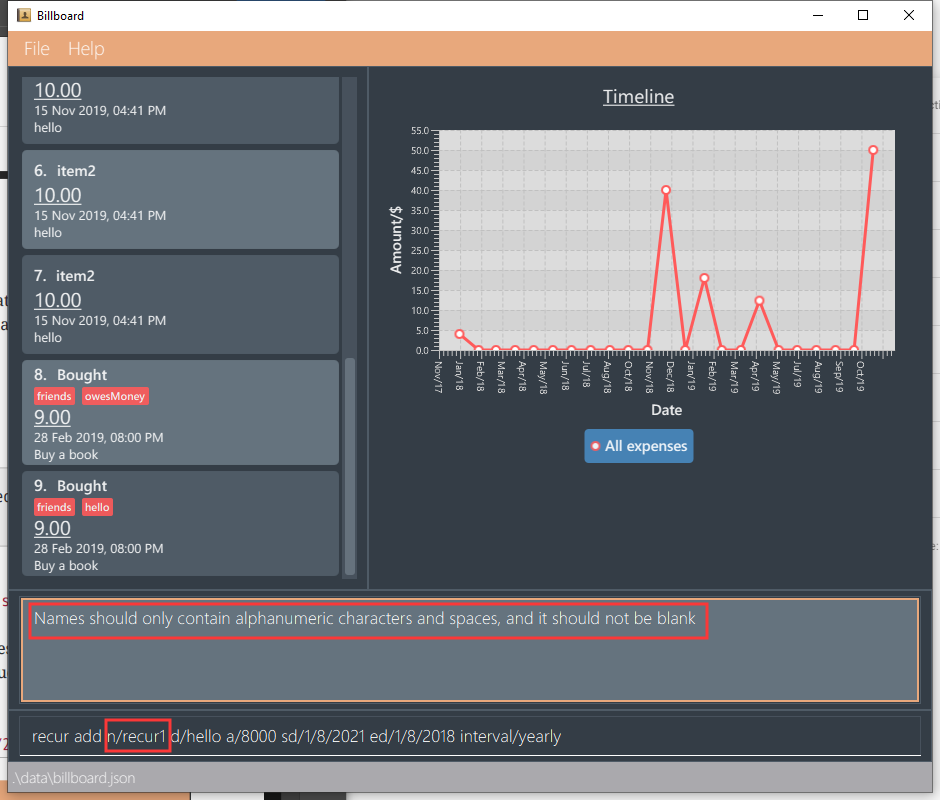 Billboard
File Help
10.00
15 Nov 2019, 04:41 PM
hello
6. item2
10.00
15 Nov 2019, 04:41 PM
hello
7. item2
10.00
15 Nov 2019, 04:41 PM
hello
8. Bought
friends owesMoney
9.00
28 Feb 2019, 08:00 PM
Buy a book
9. Bought
friends hello
9.00
28 Feb 2019, 08:00 PM
Buy a book
Timeline
Amount/$
55.0
50.0
45.0
40.0
35.0
30.0
25.0
20.0
15.0
10.0
5.0
0.0
Nov/17
Jan/18
Feb/18
Mar/18
Apr/18
May/18
Jun/18
Jul/18
Aug/18
Oct/18
Nov/18
Dec/18
Jan/19
Feb/19
Mar/19
Apr/19
May/19
Jul/19
Aug/19
Sep/19
Oct/19
Date
All expenses
Names should only contain alphanumeric characters and spaces, and it should not be blank
recur add n/recur1 d/hello a/8000 sd/1/8/2021 ed/1/8/2018 interval/yearly
.\data\billboard.json